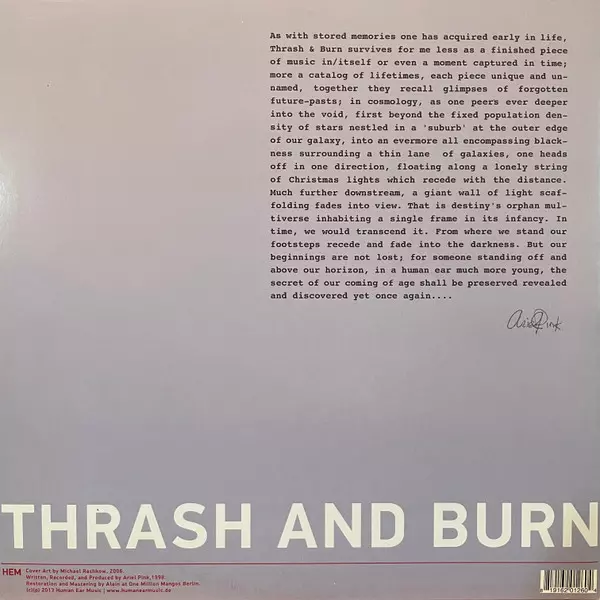 As with stored memories one has acquired early in life,
Thrash & Burn survives for me less as a finished piece
of music in/itself or even a moment captured in time;
more a catalog of lifetimes, each piece unique and un-
named, together they recall glimpses of forgotten
future-pasts; in cosmology, as one peers ever deeper
into the void, first beyond the fixed population den-
sity of stars nestled in a 'suburb' at the outer edge
of our galaxy, into an evermore all encompassing black-
ness surrounding a thin lane of galaxies, one heads
off in one direction, floating along a lonely string
of Christmas lights which recede with the distance.
Much further downstream, a giant wall of light scaf-
folding fades into view. That is destiny's orphan mul-
tiverse inhabiting a single frame in its infancy. In
time, we would transcend it. From where we stand our
footsteps recede and fade into the darkness. But our
beginnings are not lost; for someone standing off and
above our horizon, in a human ear much more young, the
secret of our coming of age shall be preserved revealed
and discovered yet once again....
Ariel Pink
THRASH AND BURN
HEM
Cover Art by Michael Rashkow, 2006.
Written, Recorded, and Produced by Ariel Pink, 1998.
Restoration and Mastering by Alain at One Million Mangos Berlin.
(c)(p) 2013 Human Ear Music | www.humanearmusic.de